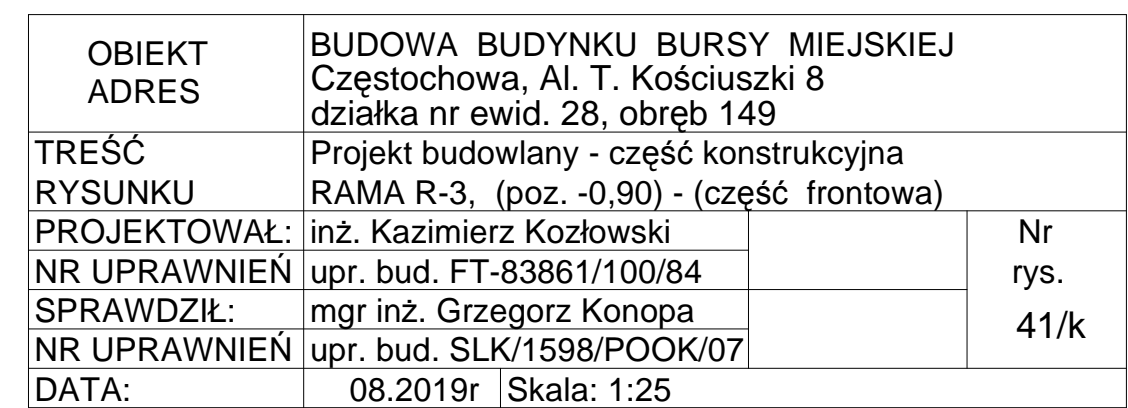 OBIEKT
ADRES
BUDOWA BUDYNKU BURSY MIEJSKIEJ
Częstochowa, Al. T. Kościuszki 8
działka nr ewid. 28, obręb 149
TREŚĆ
RYSUNKU
Projekt budowlany - część konstrukcyjna
RAMA R-3, (poz. -0,90) - (część frontowa)
PROJEKTOWAŁ: inż. Kazimierz Kozłowski
NR UPRAWNIEŃ upr. bud. FT-83861/100/84
SPRAWDZIŁ: mgr inż. Grzegorz Konopa
NR UPRAWNIEŃ upr. bud. SLK/1598/POOK/07
Nr
rys.
41/k
DATA: 08.2019r Skala: 1:25